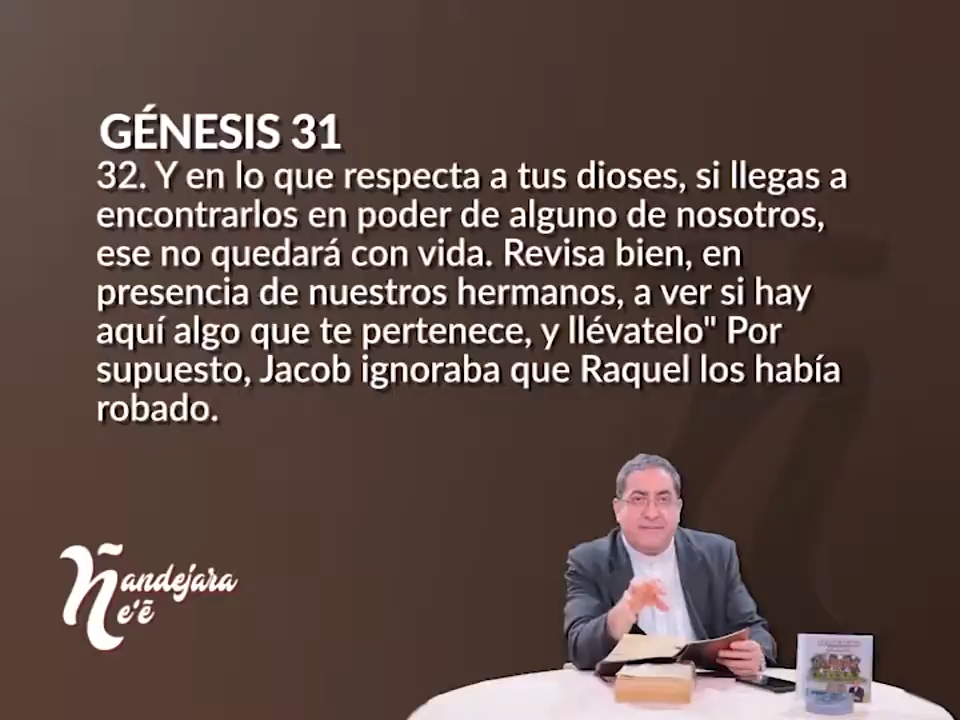 GÉNESIS 31
32. Y en lo que respecta a tus dioses, si llegas a
encontrarlos en poder de alguno de nosotros,
ese no quedará con vida. Revisa bien, en
presencia de nuestros hermanos, a ver si hay
aquí algo que te pertenece, y llévatelo" Por
supuesto, Jacob ignoraba que Raquel los había
robado.
Ñandejara
e'ẽ